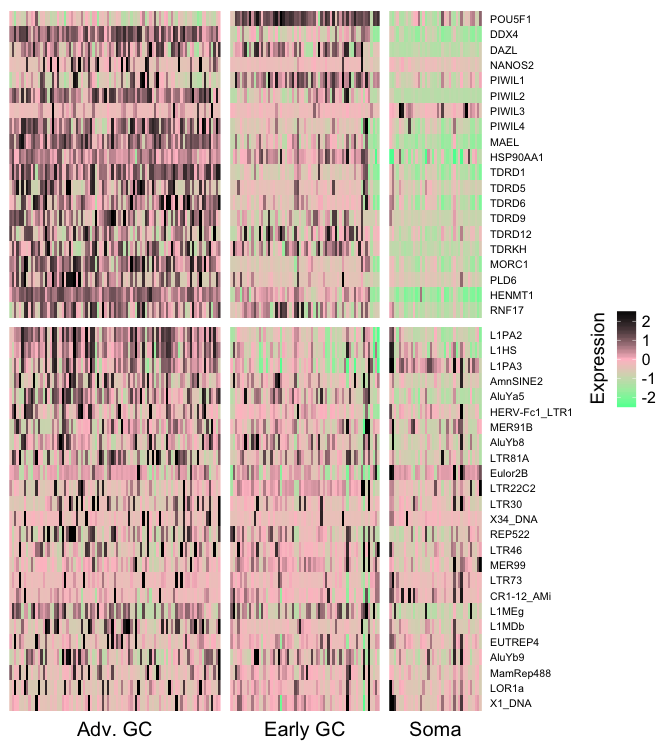 POU5F1
DDX4
DAZL
NANOS2
PIWIL1
PIWIL2
PIWIL3
PIWIL4
MAEL
HSP90AA1
TDRD1
TDRD5
TDRD6
TDRD9
TDRD12
TDRKH
MORC1
PLD6
HENMT1
RNF17
L1PA2
L1HS
L1PA3
AmnSINE2
AluYa5
HERV-Fc1_LTR1
MER91B
AluYb8
LTR81A
Eulor2B
LTR22C2
LTR30
X34_DNA
REP522
LTR46
MER99
LTR73
CR1-12_AMi
L1MEg
L1MDb
EUTREP4
AluYb9
MamRep488
LOR1a
X1_DNA
Adv. GC
Early GC
Soma
Expression
2
1
0
-1
-2